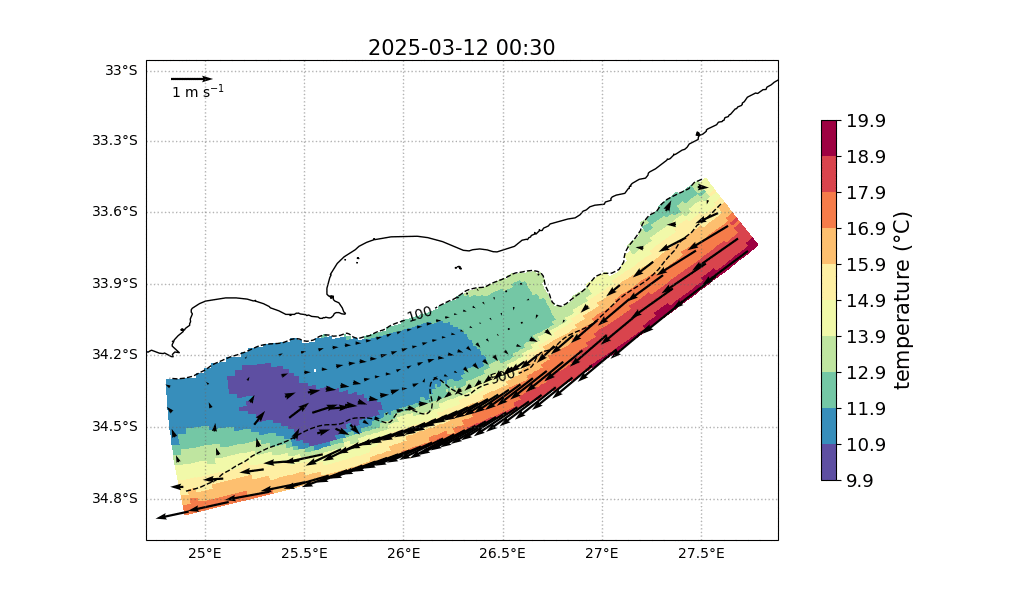 2025-03-12 00:30
1 m s⁻¹
33°S
33.3°S
33.6°S
33.9°S
34.2°S
34.5°S
34.8°S
25°E 25.5°E 26°E 26.5°E 27°E 27.5°E
100
500
19.9
18.9
17.9
16.9
15.9
14.9
13.9
12.9
11.9
10.9
9.9
temperature (°C)